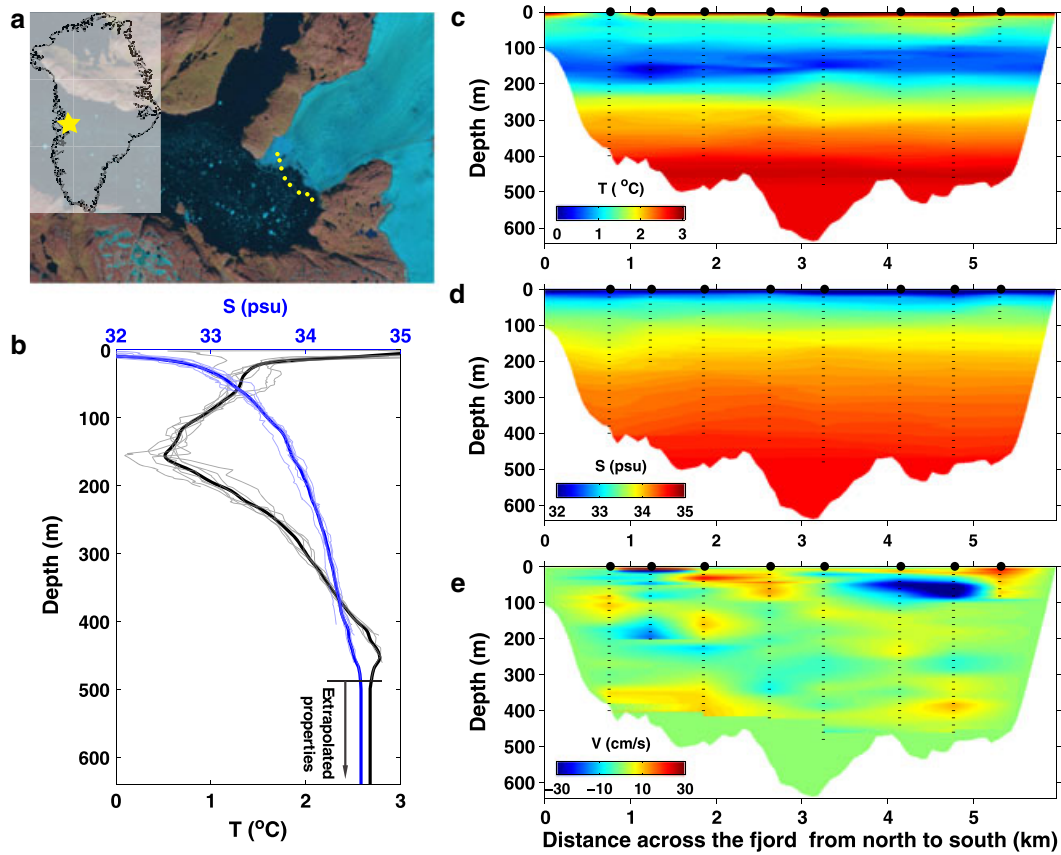 a
S (psu)
32 33 34 35
b
0
100
200
300
400
500
600
Depth (m)
Extrapolated
properties
0 1 2 3
T (°C)
c
0
100
200
300
400
500
600
Depth (m)
T ( °C)
0 1 2 3
0 1 2 3 4 5
d
0
100
200
300
400
500
600
Depth (m)
S (psu)
32 33 34 35
0 1 2 3 4 5
e
0
100
200
300
400
500
600
Depth (m)
V (cm/s)
−30 −10 10 30
0 1 2 3 4 5
Distance across the fjord from north to south (km)